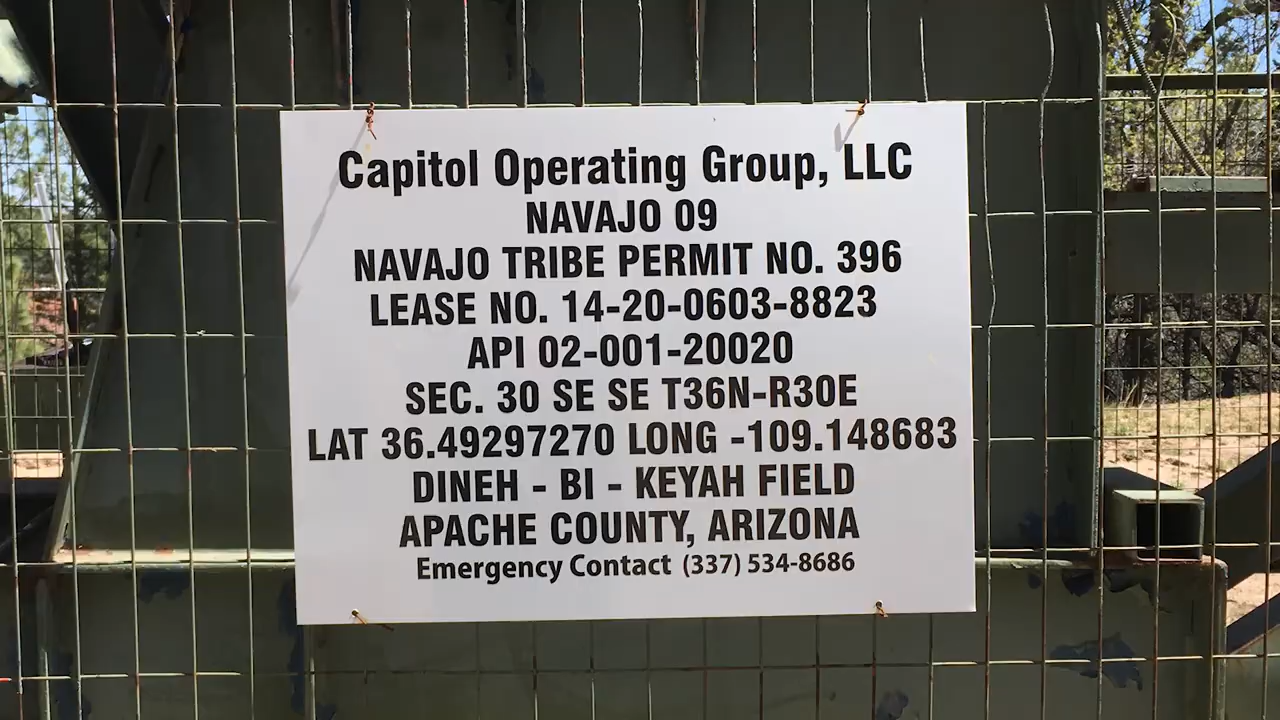 Capitol Operating Group, LLC
NAVAJO 09
NAVAJO TRIBE PERMIT NO. 396
LEASE NO. 14-20-0603-8823
API 02-001-20020
SEC. 30 SE SE T36N-R30E
LAT 36.49297270 LONG -109.148683
DINEH - BI - KEYAH FIELD
APACHE COUNTY, ARIZONA
Emergency Contact (337) 534-8686